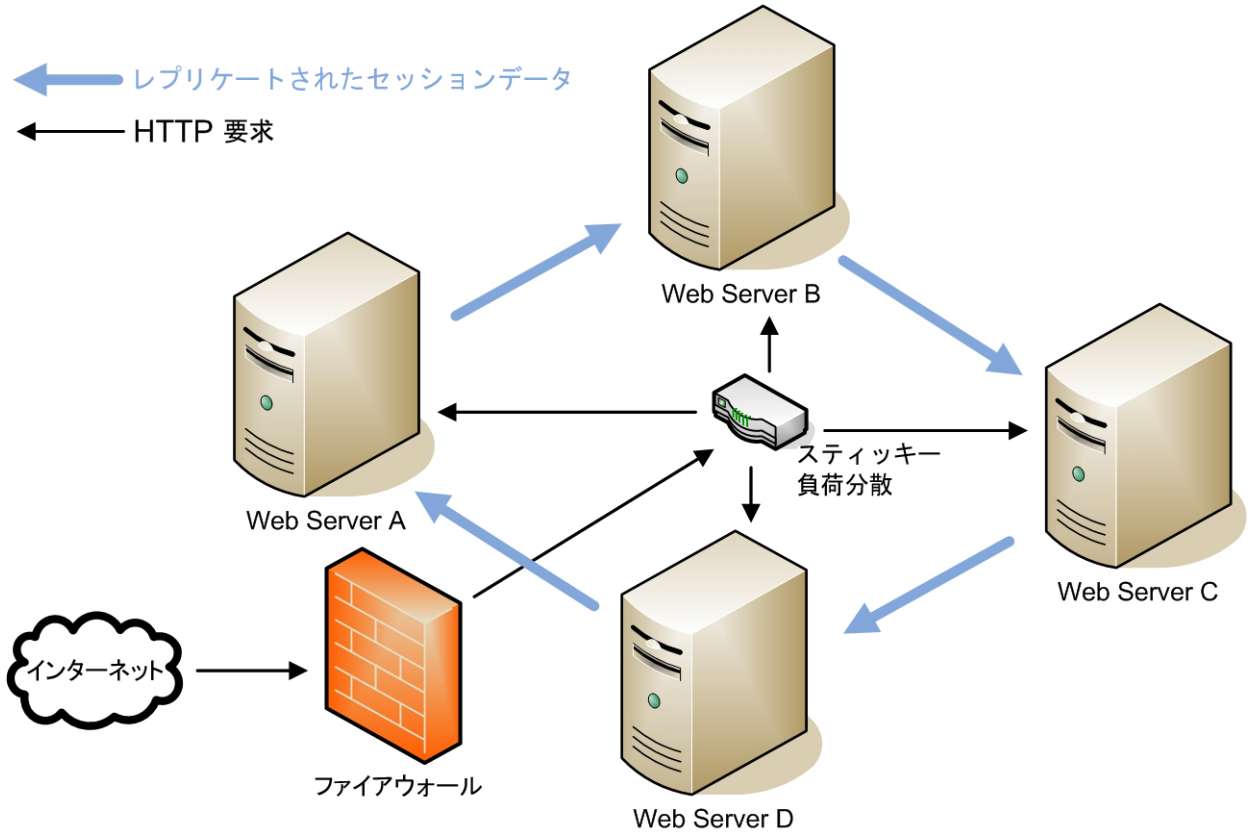 レプリケートされたセッションデータ
HTTP 要求
Web Server B
スティッキー
負荷分散
Web Server A
Web Server C
インターネット
ファイアウォール
Web Server D